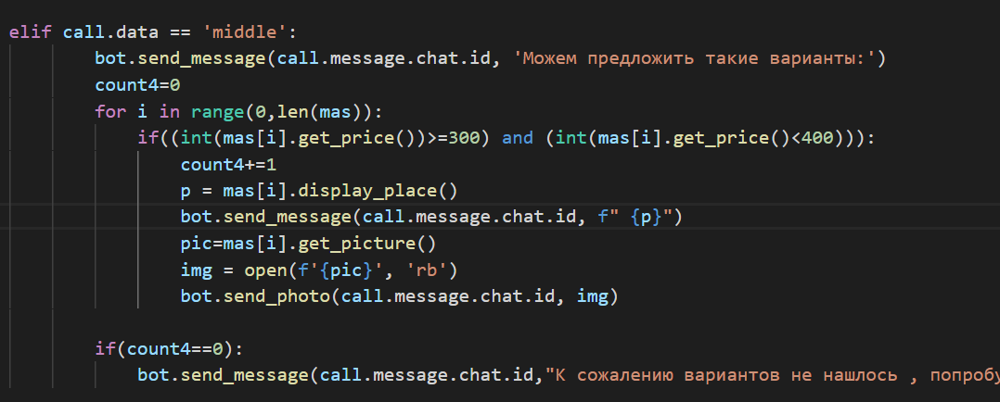 elif call.data == 'middle':
bot.send_message(call.message.chat.id, 'Можем предложить такие варианты:')
count4=0
for i in range(0,len(mas)):
if((int(mas[i].get_price())>=300) and (int(mas[i].get_price()<400))):
count4+=1
p = mas[i].display_place()
bot.send_message(call.message.chat.id, f" {p}")
pic=mas[i].get_picture()
img = open(f'{pic}', 'rb')
bot.send_photo(call.message.chat.id, img)
if(count4==0):
bot.send_message(call.message.chat.id,"К сожалению вариантов не нашлось ,